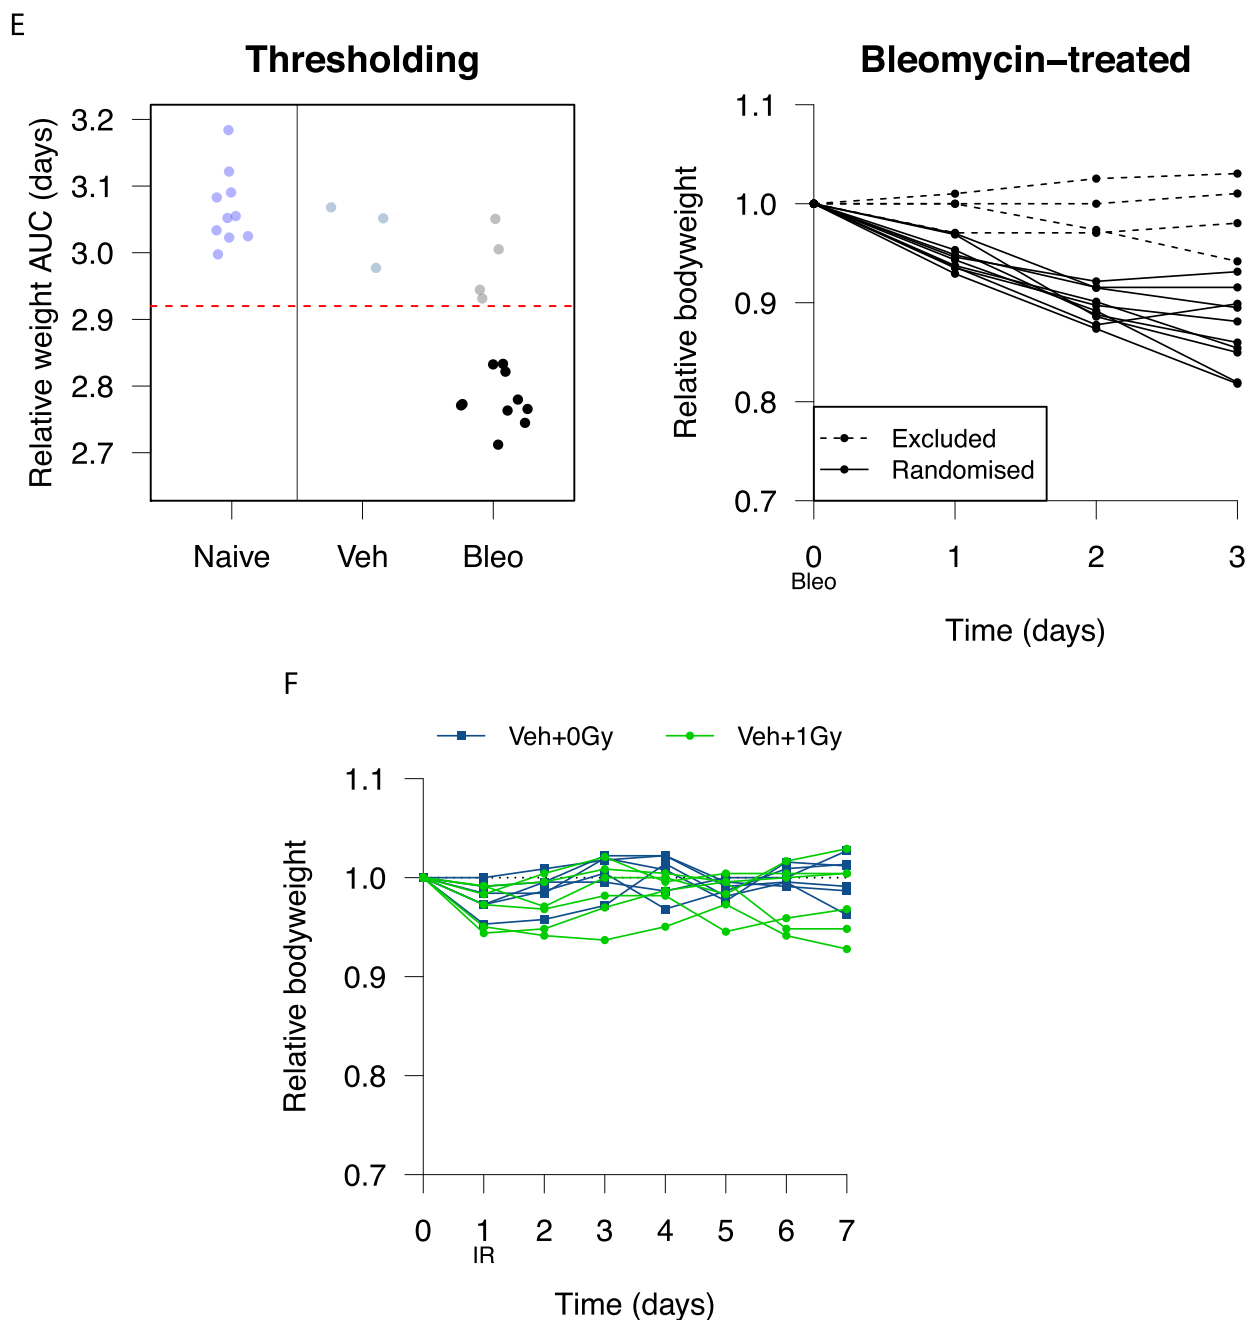 E
Thresholding
Relative weight AUC (days)
3.2
3.1
3.0
2.9
2.8
2.7
Naive Veh Bleo
Bleomycin−treated
Relative bodyweight
1.1
1.0
0.9
0.8
0.7
Excluded
Randomised
0 1 2 3
Bleo
Time (days)
F
Veh+0Gy Veh+1Gy
Relative bodyweight
1.1
1.0
0.9
0.8
0.7
0 1 2 3 4 5 6 7
IR
Time (days)